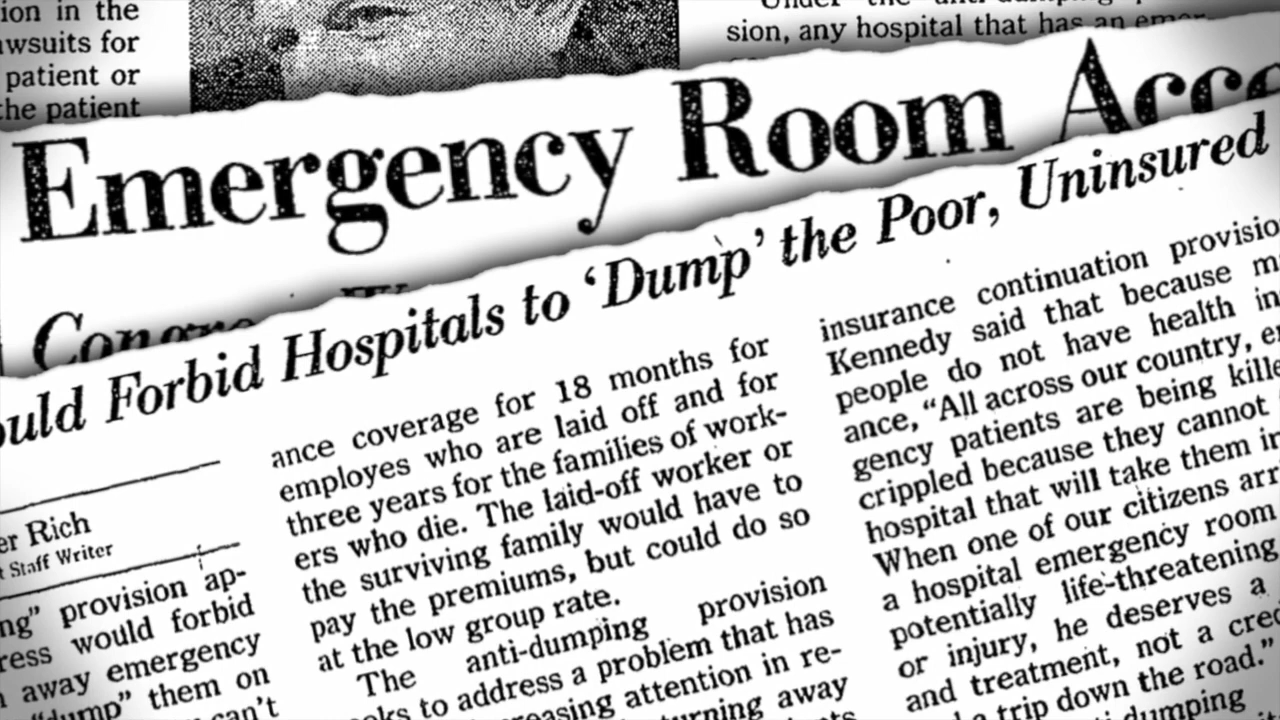 ion in the
wsuits for
patient or
the patient
sion, any hospital that has an
Emergency Room
Forbid Hospitals to ‘Dump’ the Poor, Uninsured
Rich
Staff Writer
provision ap-
would forbid
away emergency
“dump” them on
can't
ance coverage for 18 months for
employes who are laid off and for
three years for the families of work-
ers who die. The laid-off worker or
the surviving family would have to
pay the premiums, but could do so
at the low group rate.
The anti-dumping provision
to address a problem that has
attention in re-
away
insurance continuation provisio
Kennedy said that because m
people do not have health in
ance, “All across our country, e
gency patients are being kille
crippled because they cannot
hospital that will take them i
When one of our citizens arr
a hospital emergency room
potentially life-threatening
or injury, he deserves a
and treatment, not a cre
a trip down the road.”
dumping